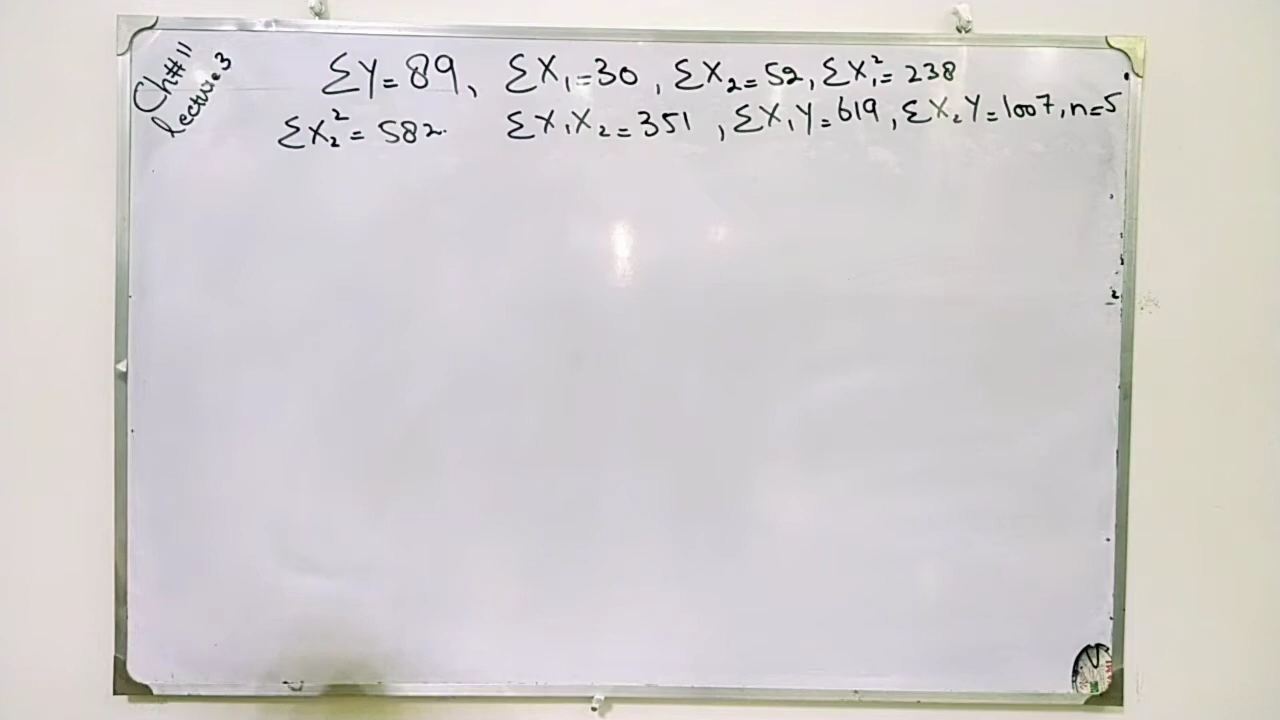 Ch#11
lecture 3
ΣY=89, ΣX₁=30, ΣX₂=52, ΣX₁²=238
ΣX₂²=582. ΣX₁X₂=351, ΣX₁Y=619, ΣX₂Y=1007, n=5